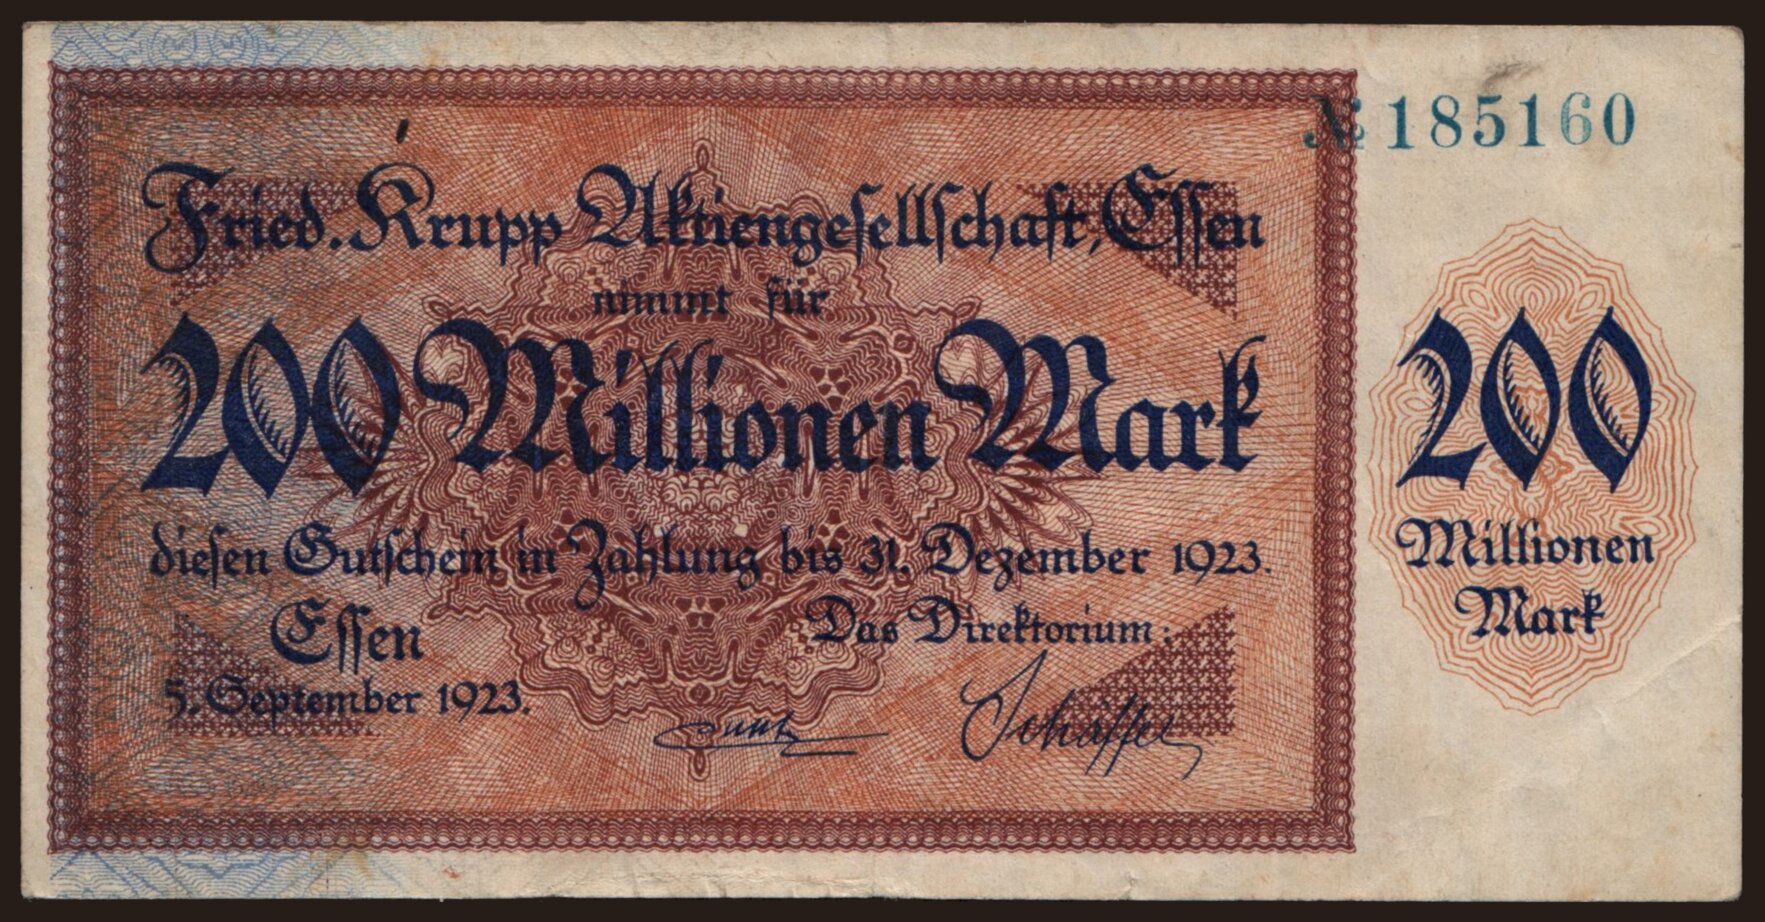 № 185160
Fried. Krupp Aktiengesellschaft, Essen
nimmt für
200 Millionen Mark
diesen Gutschein in Zahlung bis 31. Dezember 1923.
Essen
5. September 1923.
Das Direktorium:
Schäffer
200
Millionen
Mark